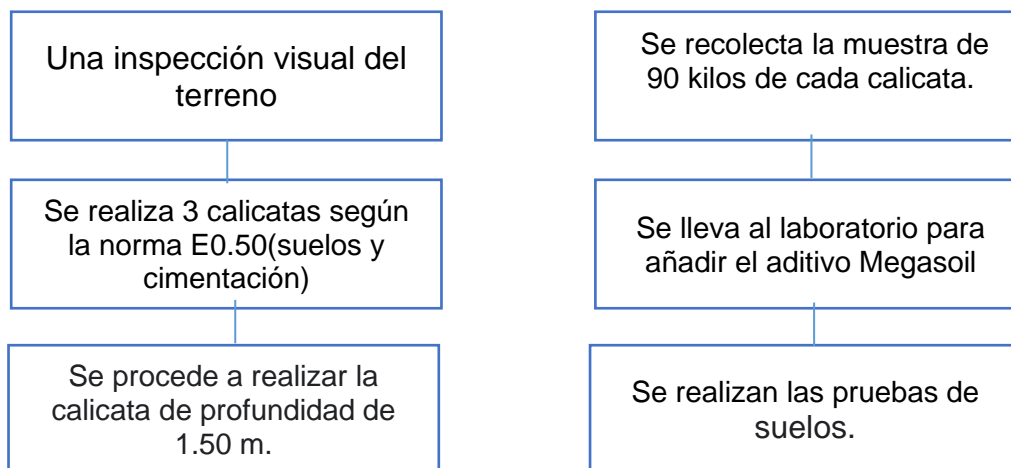 Una inspección visual del
terreno
Se realiza 3 calicatas según
la norma E0.50(suelos y
cimentación)
Se procede a realizar la
calicata de profundidad de
1.50 m.
Se recolecta la muestra de
90 kilos de cada calicata.
Se lleva al laboratorio para
añadir el aditivo Megasoil
Se realizan las pruebas de
suelos.